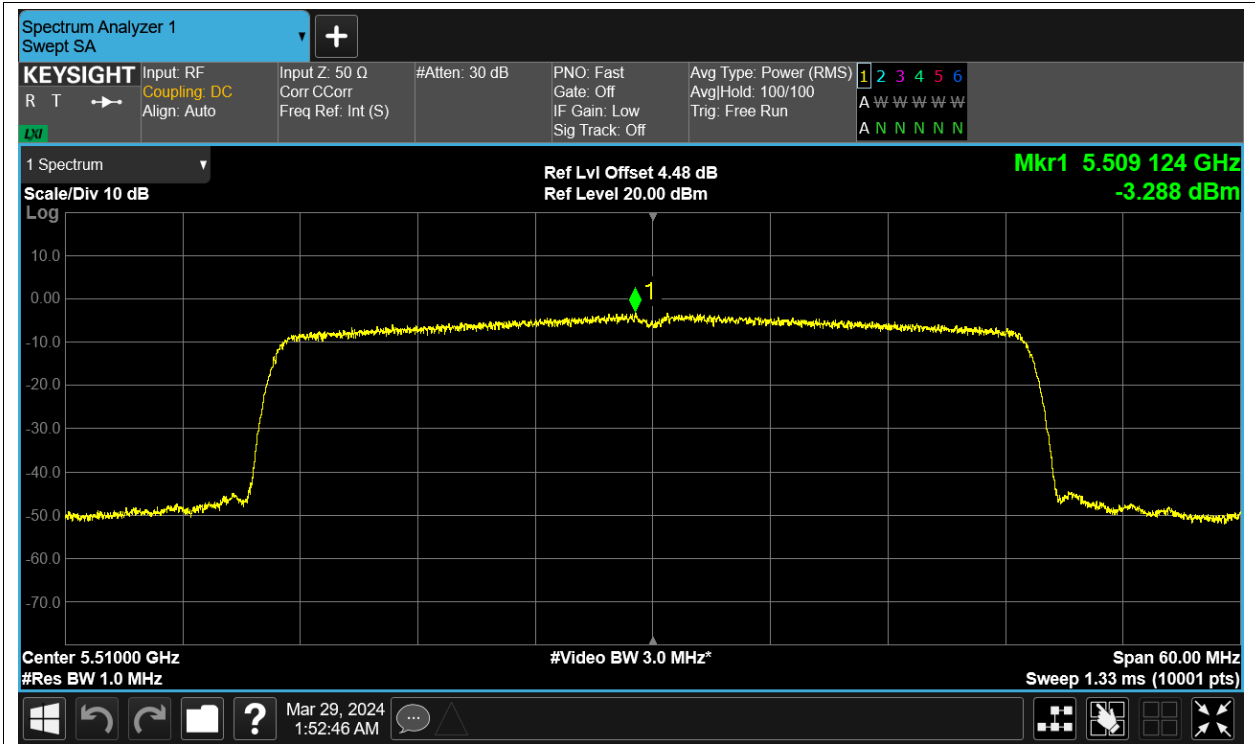 Spectrum Analyzer 1
Swept SA
KEYSIGHT
R T
LXI
Input: RF
Coupling: DC
Align: Auto
Input Z: 50 Ω
Corr CCorr
Freq Ref: Int (S)
#Atten: 30 dB
PNO: Fast
Gate: Off
IF Gain: Low
Sig Track: Off
Avg Type: Power (RMS)
Avg|Hold: 100/100
Trig: Free Run
1 2 3 4 5 6
A W W W W W
A N N N N N
1 Spectrum
Scale/Div 10 dB
Ref Lvl Offset 4.48 dB
Ref Level 20.00 dBm
Mkr1 5.509 124 GHz
-3.288 dBm
Log
10.0
0.00
-10.0
-20.0
-30.0
-40.0
-50.0
-60.0
-70.0
1
Center 5.51000 GHz
#Res BW 1.0 MHz
#Video BW 3.0 MHz*
Span 60.00 MHz
Sweep 1.33 ms (10001 pts)
?
Mar 29, 2024
1:52:46 AM